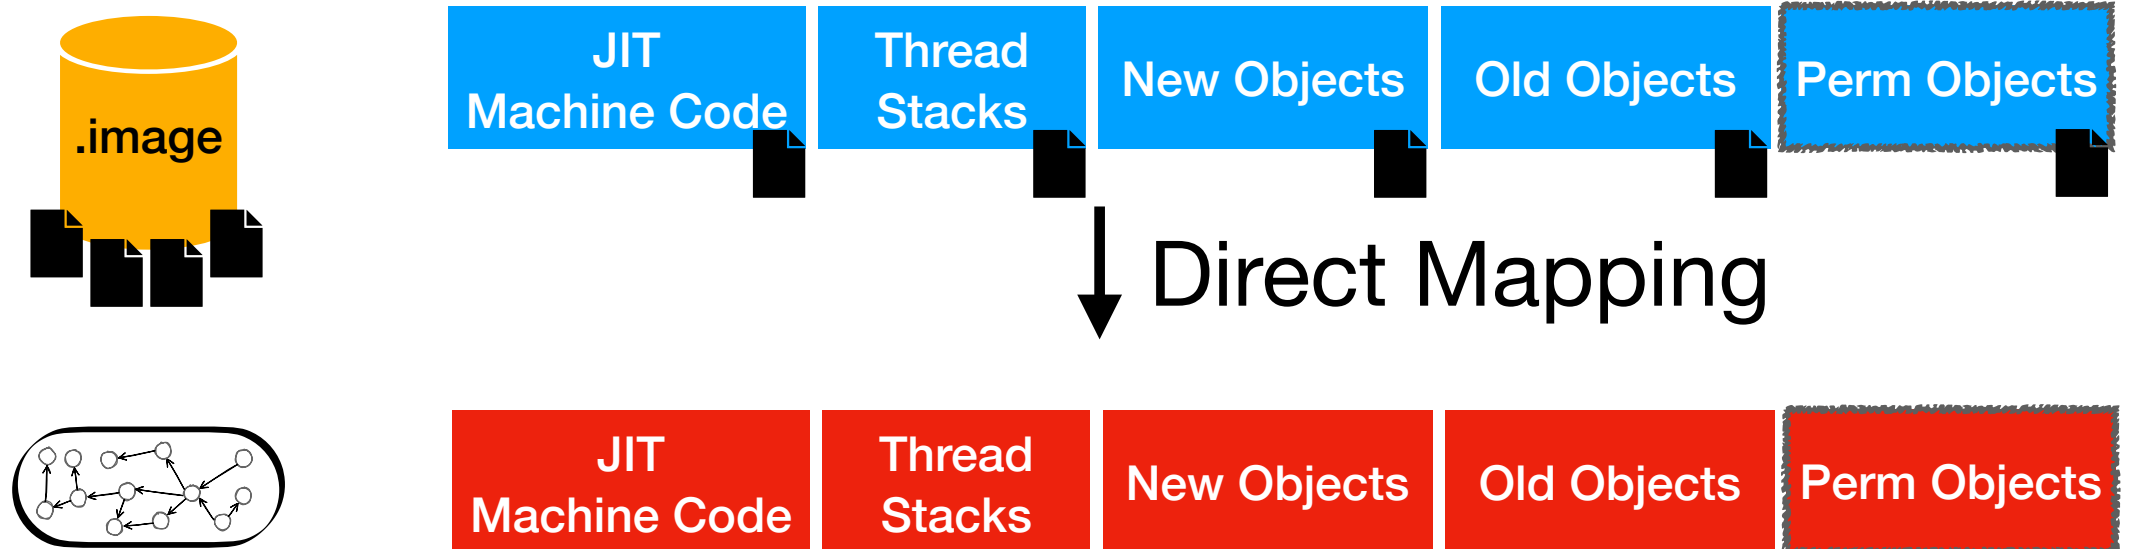 .image
JIT
Machine Code
Thread
Stacks
New Objects
Old Objects
Perm Objects
Direct Mapping
JIT
Machine Code
Thread
Stacks
New Objects
Old Objects
Perm Objects